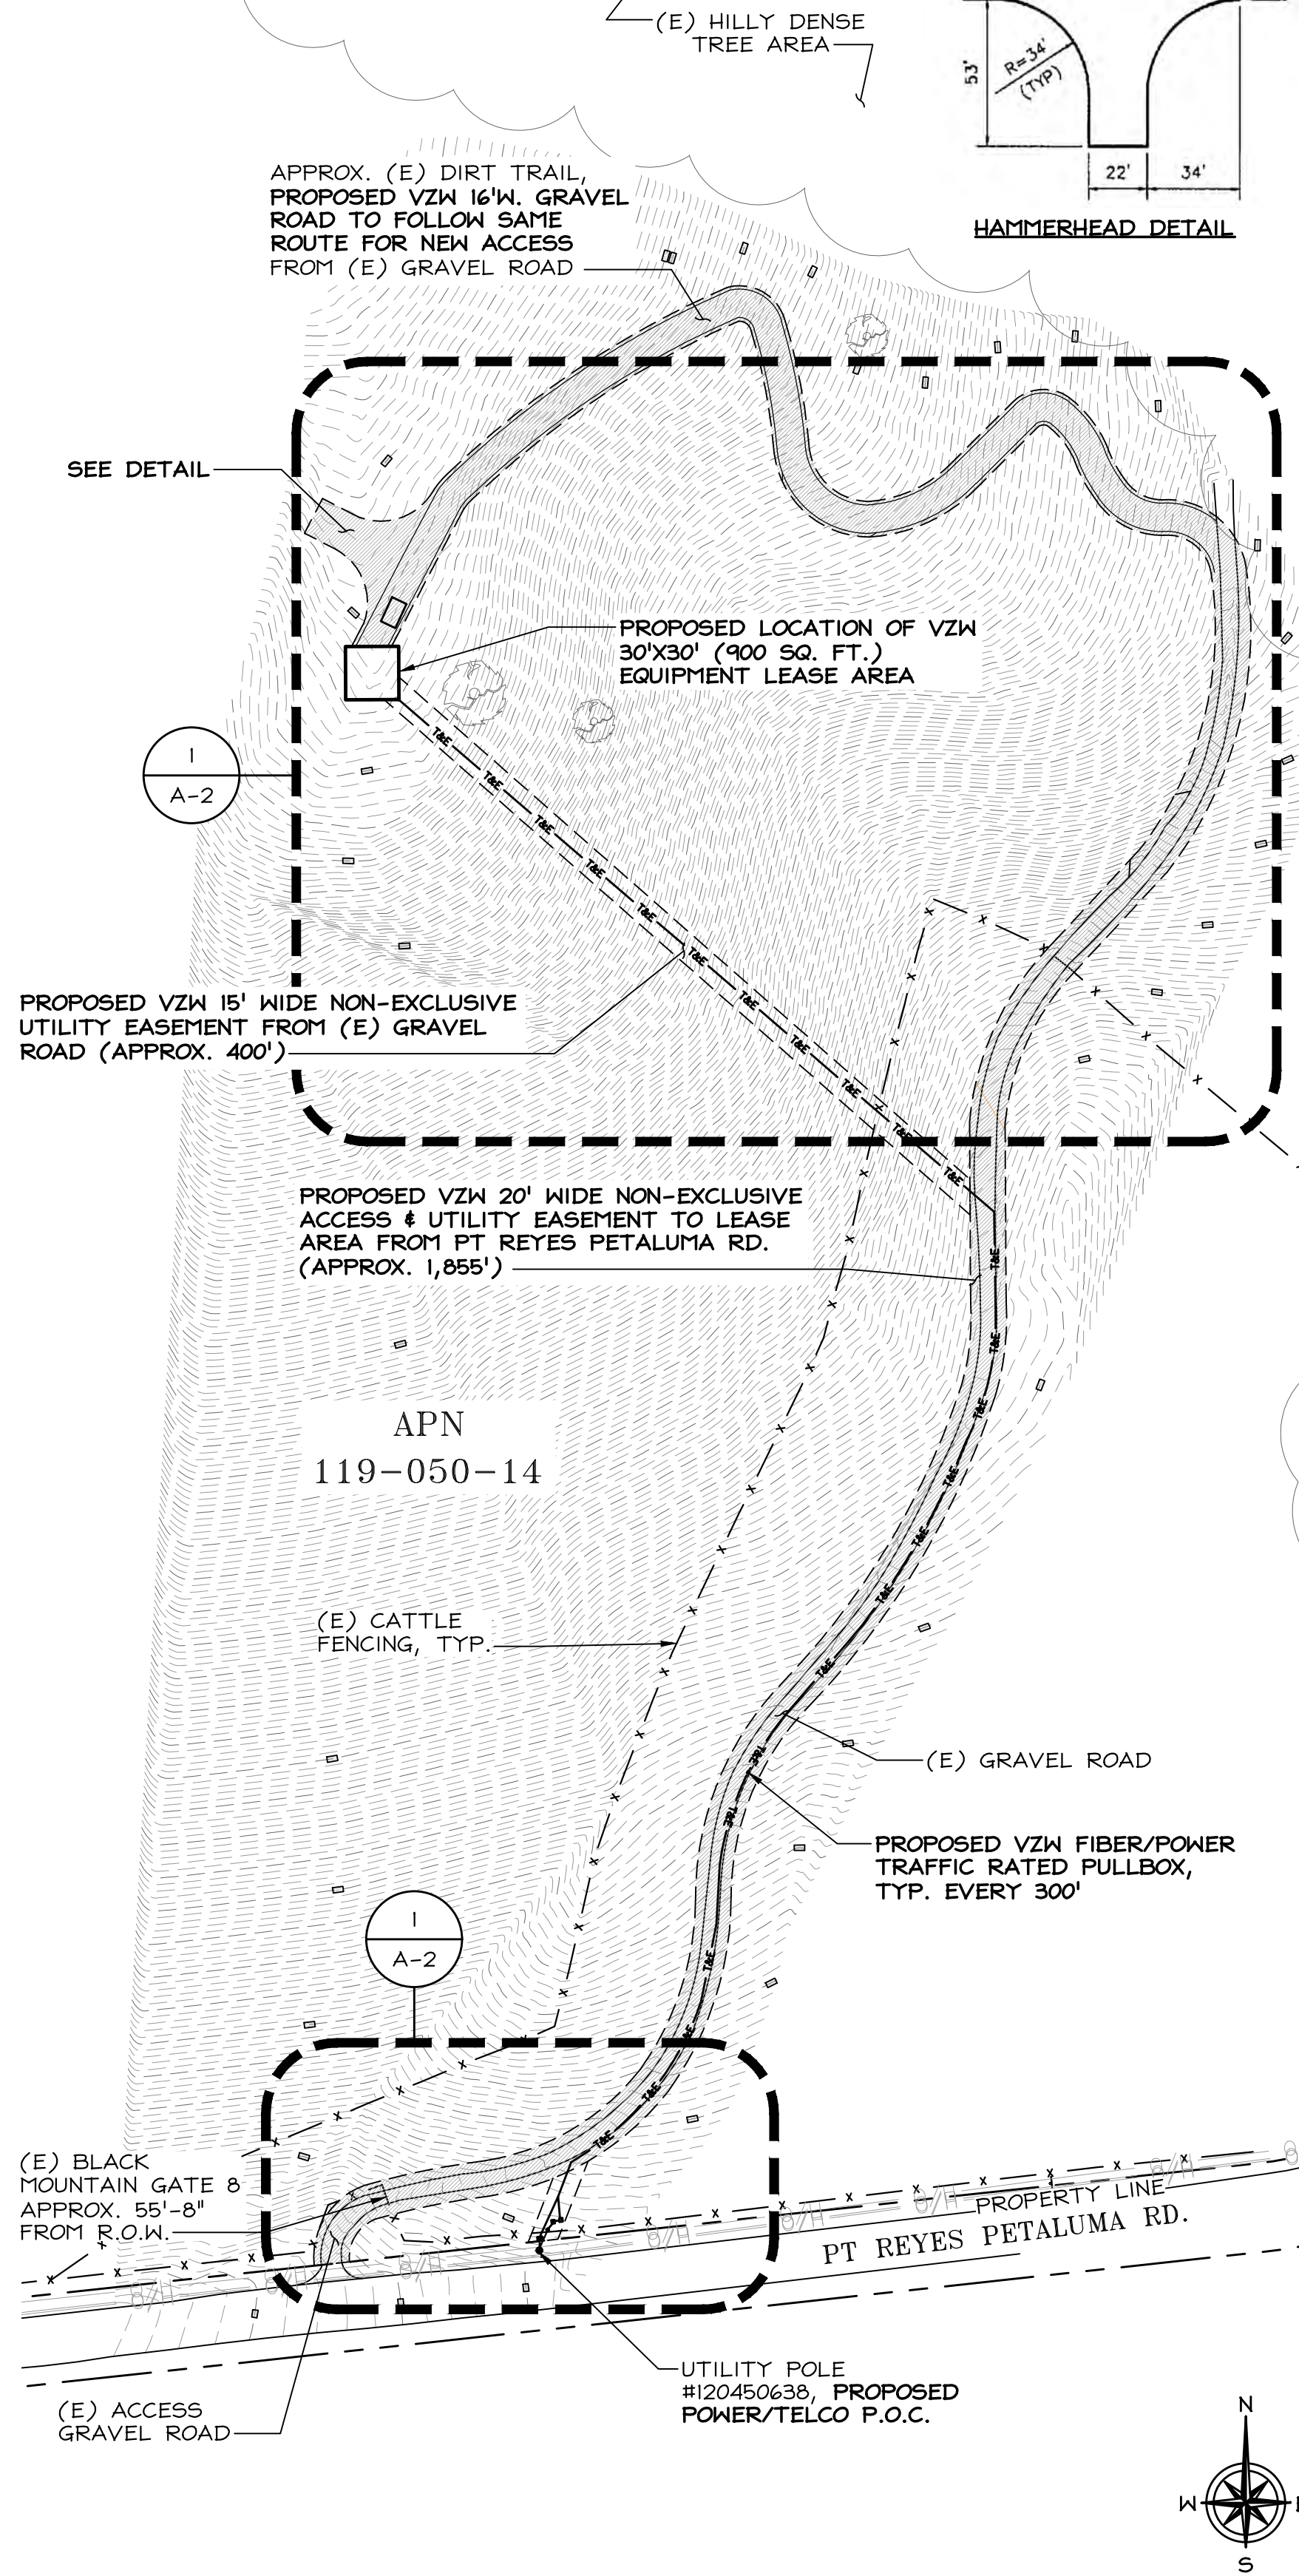 (E) HILLY DENSE
TREE AREA
53'
R=34'
(TYP)
22'
34'
HAMMERHEAD DETAIL
APPROX. (E) DIRT TRAIL,
PROPOSED VZW 16'W. GRAVEL
ROAD TO FOLLOW SAME
ROUTE FOR NEW ACCESS
FROM (E) GRAVEL ROAD
SEE DETAIL
PROPOSED LOCATION OF VZW
30'X30' (900 SQ. FT.)
EQUIPMENT LEASE AREA
1
A-2
T&E
T&E
T&E
T&E
T&E
T&E
T&E
T&E
T&E
T&E
T&E
PROPOSED VZW 15' WIDE NON-EXCLUSIVE
UTILITY EASEMENT FROM (E) GRAVEL
ROAD (APPROX. 400')
PROPOSED VZW 20' WIDE NON-EXCLUSIVE
ACCESS & UTILITY EASEMENT TO LEASE
AREA FROM PT REYES PETALUMA RD.
(APPROX. 1,855')
T&E
T&E
T&E
T&E
T&E
T&E
T&E
T&E
T&E
T&E
T&E
T&E
T&E
APN
119-050-14
(E) CATTLE
FENCING, TYP.
(E) GRAVEL ROAD
PROPOSED VZW FIBER/POWER
TRAFFIC RATED PULLBOX,
TYP. EVERY 300'
1
A-2
(E) BLACK
MOUNTAIN GATE 8
APPROX. 55'-8"
FROM R.O.W.
PROPERTY LINE
PT REYES PETALUMA RD.
O/H
O/H
O/H
O/H
O/H
O/H
O/H
UTILITY POLE
#120450638, PROPOSED
POWER/TELCO P.O.C.
(E) ACCESS
GRAVEL ROAD
N
W
S